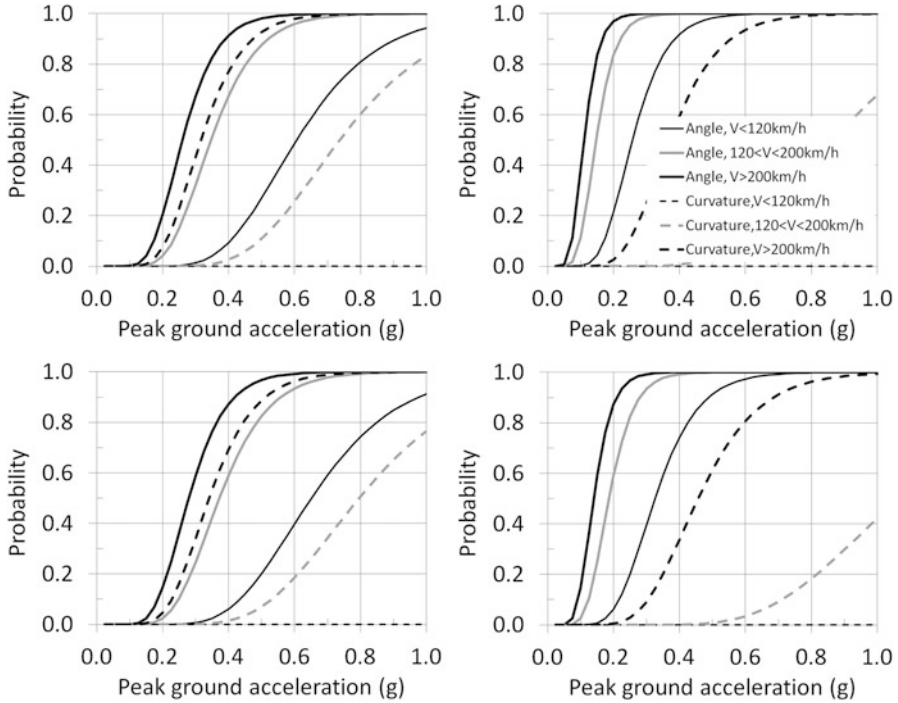 1.0
0.8
0.6
0.4
0.2
0.0
Probability
0.0 0.2 0.4 0.6 0.8 1.0
Peak ground acceleration (g)
1.0
0.8
0.6
0.4
0.2
0.0
Probability
Angle, V<120km/h
Angle, 120<V<200km/h
Angle, V>200km/h
Curvature,V<120km/h
Curvature,120<V<200km/h
Curvature,V>200km/h
0.0 0.2 0.4 0.6 0.8 1.0
Peak ground acceleration (g)
1.0
0.8
0.6
0.4
0.2
0.0
Probability
0.0 0.2 0.4 0.6 0.8 1.0
Peak ground acceleration (g)
1.0
0.8
0.6
0.4
0.2
0.0
Probability
0.0 0.2 0.4 0.6 0.8 1.0
Peak ground acceleration (g)